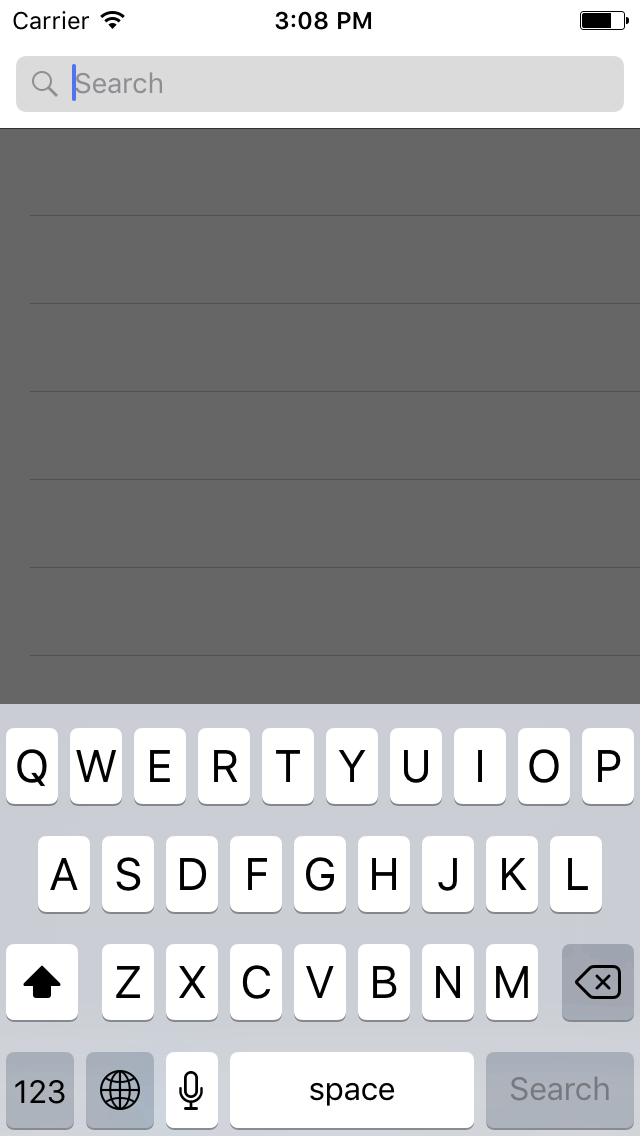 Carrier 3:08 PM
Search
Q W E R T Y U I O P
A S D F G H J K L
Z X C V B N M
123 space Search